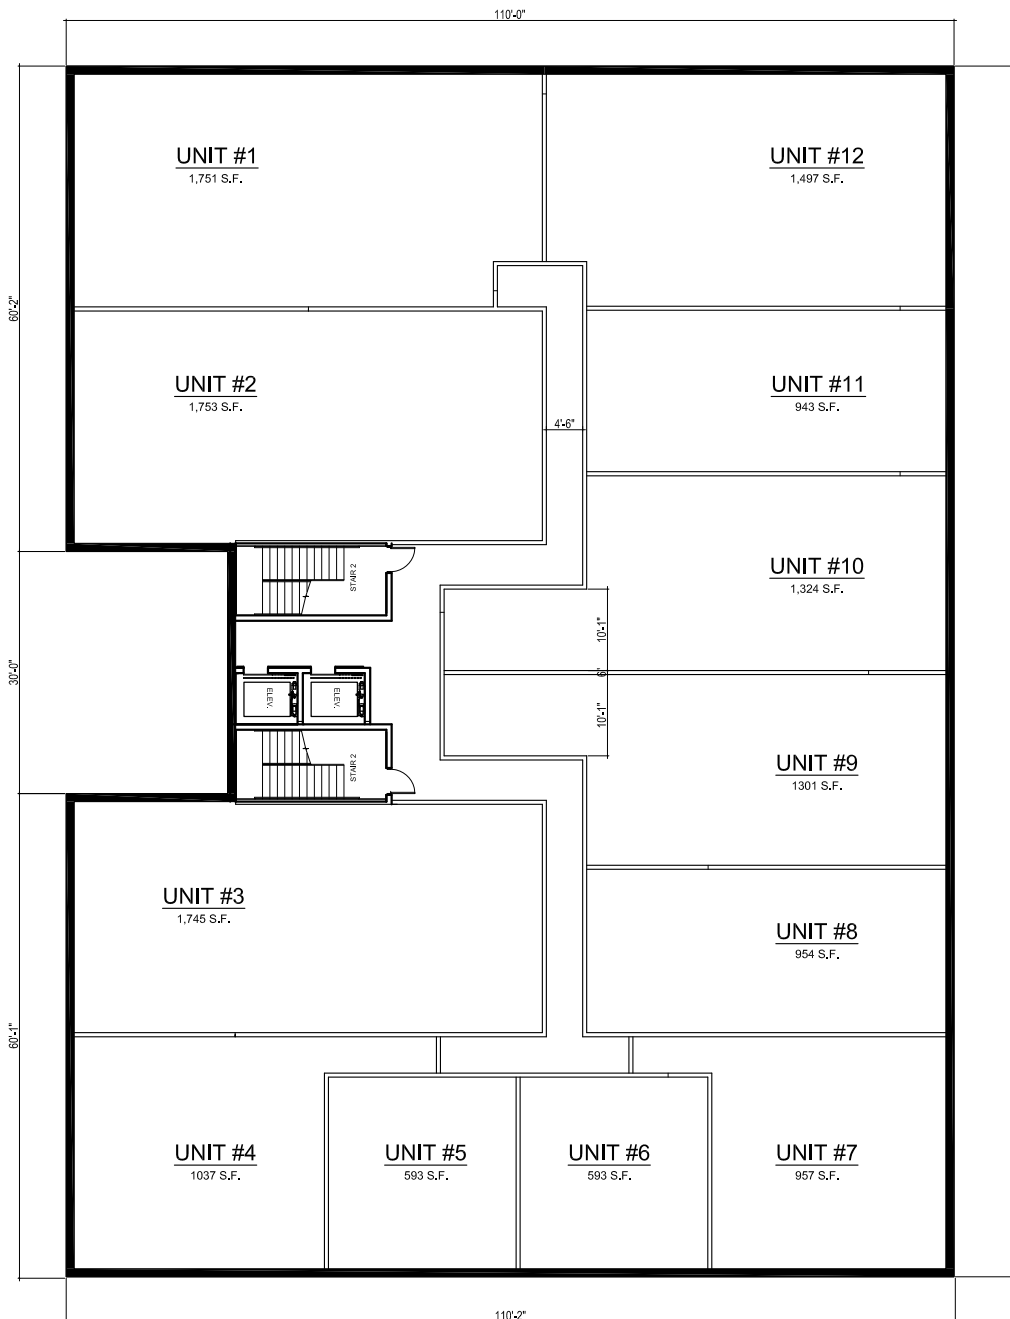 110'-0"
UNIT #1
1,751 S.F.
UNIT #12
1,497 S.F.
60'-2"
UNIT #2
1,753 S.F.
UNIT #11
943 S.F.
4'-6"
STAIR 2
UNIT #10
1,324 S.F.
10'-1"
6"
10'-1"
30'-0"
ELEV.
ELEV.
STAIR 2
UNIT #9
1301 S.F.
UNIT #3
1,745 S.F.
UNIT #8
954 S.F.
60'-1"
UNIT #4
1037 S.F.
UNIT #5
593 S.F.
UNIT #6
593 S.F.
UNIT #7
957 S.F.
110'-2"